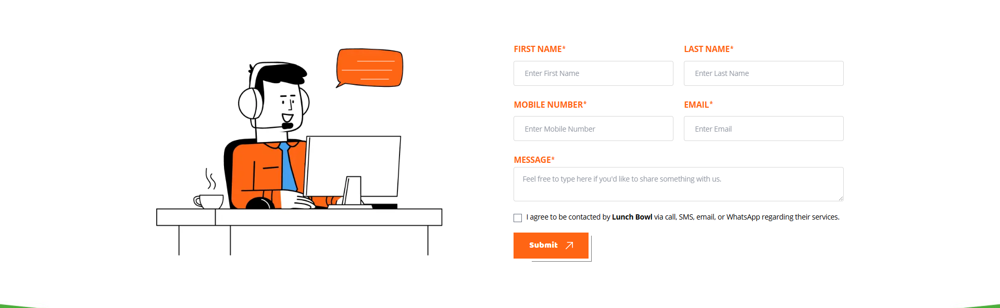 FIRST NAME*
LAST NAME*
Enter First Name
Enter Last Name
MOBILE NUMBER*
EMAIL*
Enter Mobile Number
Enter Email
MESSAGE*
Feel free to type here if you'd like to share something with us.
I agree to be contacted by Lunch Bowl via call, SMS, email, or WhatsApp regarding their services.
Submit